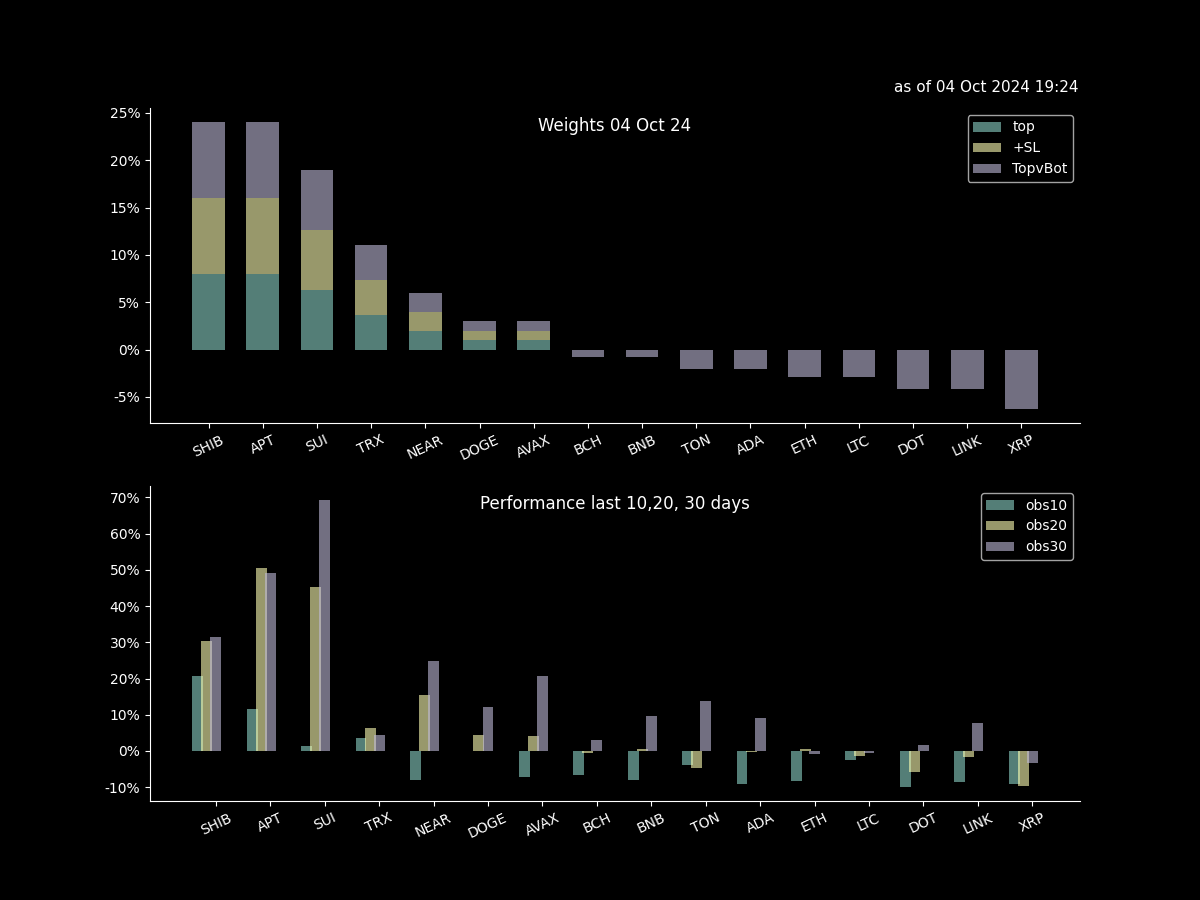 as of 04 Oct 2024 19:24
Weights 04 Oct 24
25%
20%
15%
10%
5%
0%
-5%
top
+SL
TopvBot
SHIB APT SUI TRX NEAR DOGE AVAX BCH BNB TON ADA ETH LTC DOT LINK XRP
Performance last 10,20, 30 days
70%
60%
50%
40%
30%
20%
10%
0%
-10%
obs10
obs20
obs30
SHIB APT SUI TRX NEAR DOGE AVAX BCH BNB TON ADA ETH LTC DOT LINK XRP